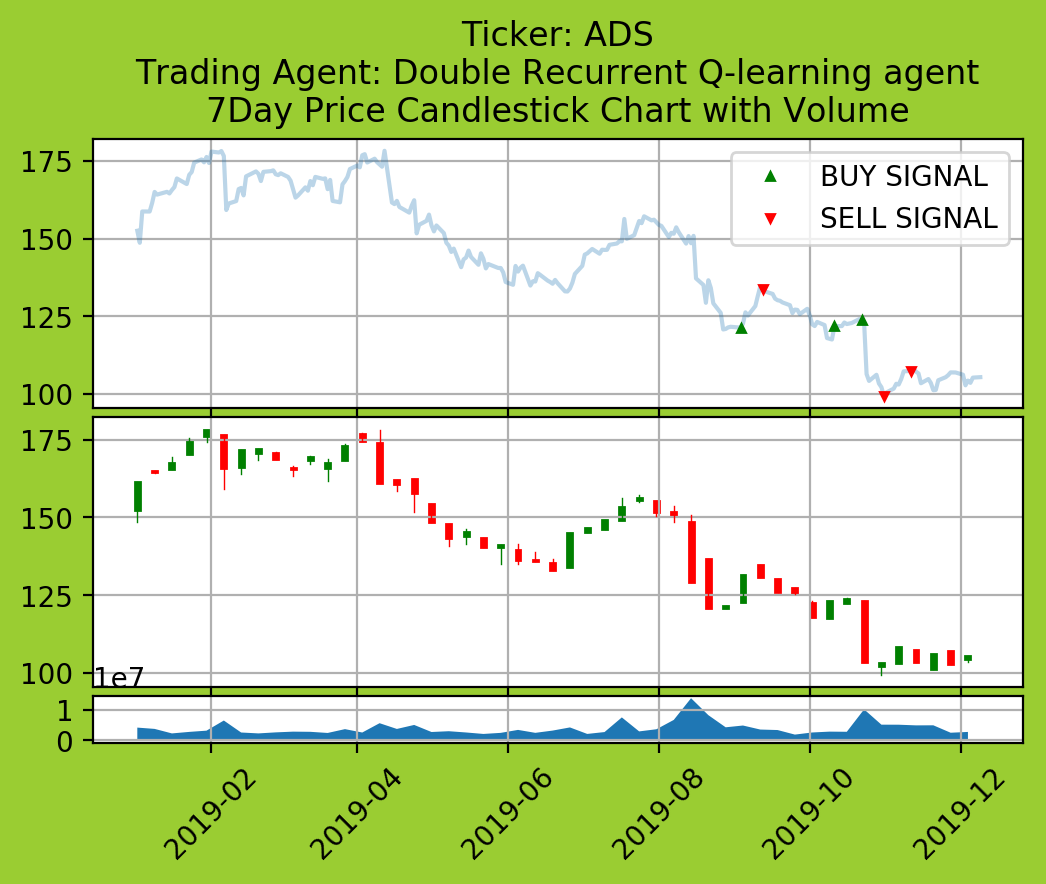 Ticker: ADS
Trading Agent: Double Recurrent Q-learning agent
7Day Price Candlestick Chart with Volume
175
150
125
100
BUY SIGNAL
SELL SIGNAL
175
150
125
100
1e7
1
0
2019-02
2019-04
2019-06
2019-08
2019-10
2019-12